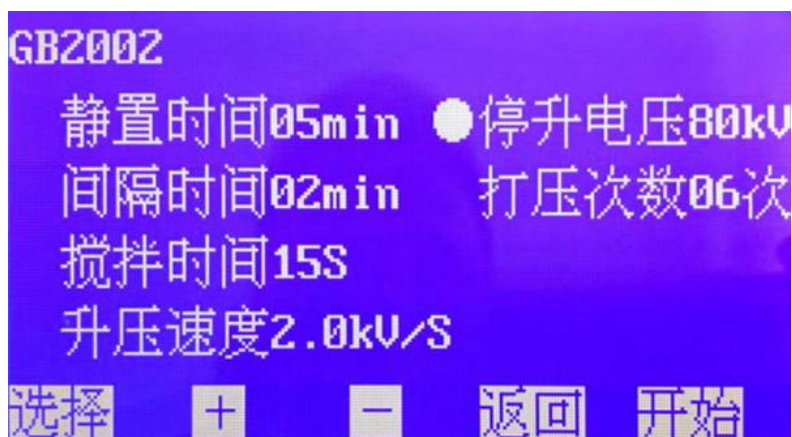 GB2002
静置时间05min ●停升电压80kV
间隔时间02min 打压次数06次
搅拌时间15S
升压速度2.0kV/S
选择 + - 返回 开始